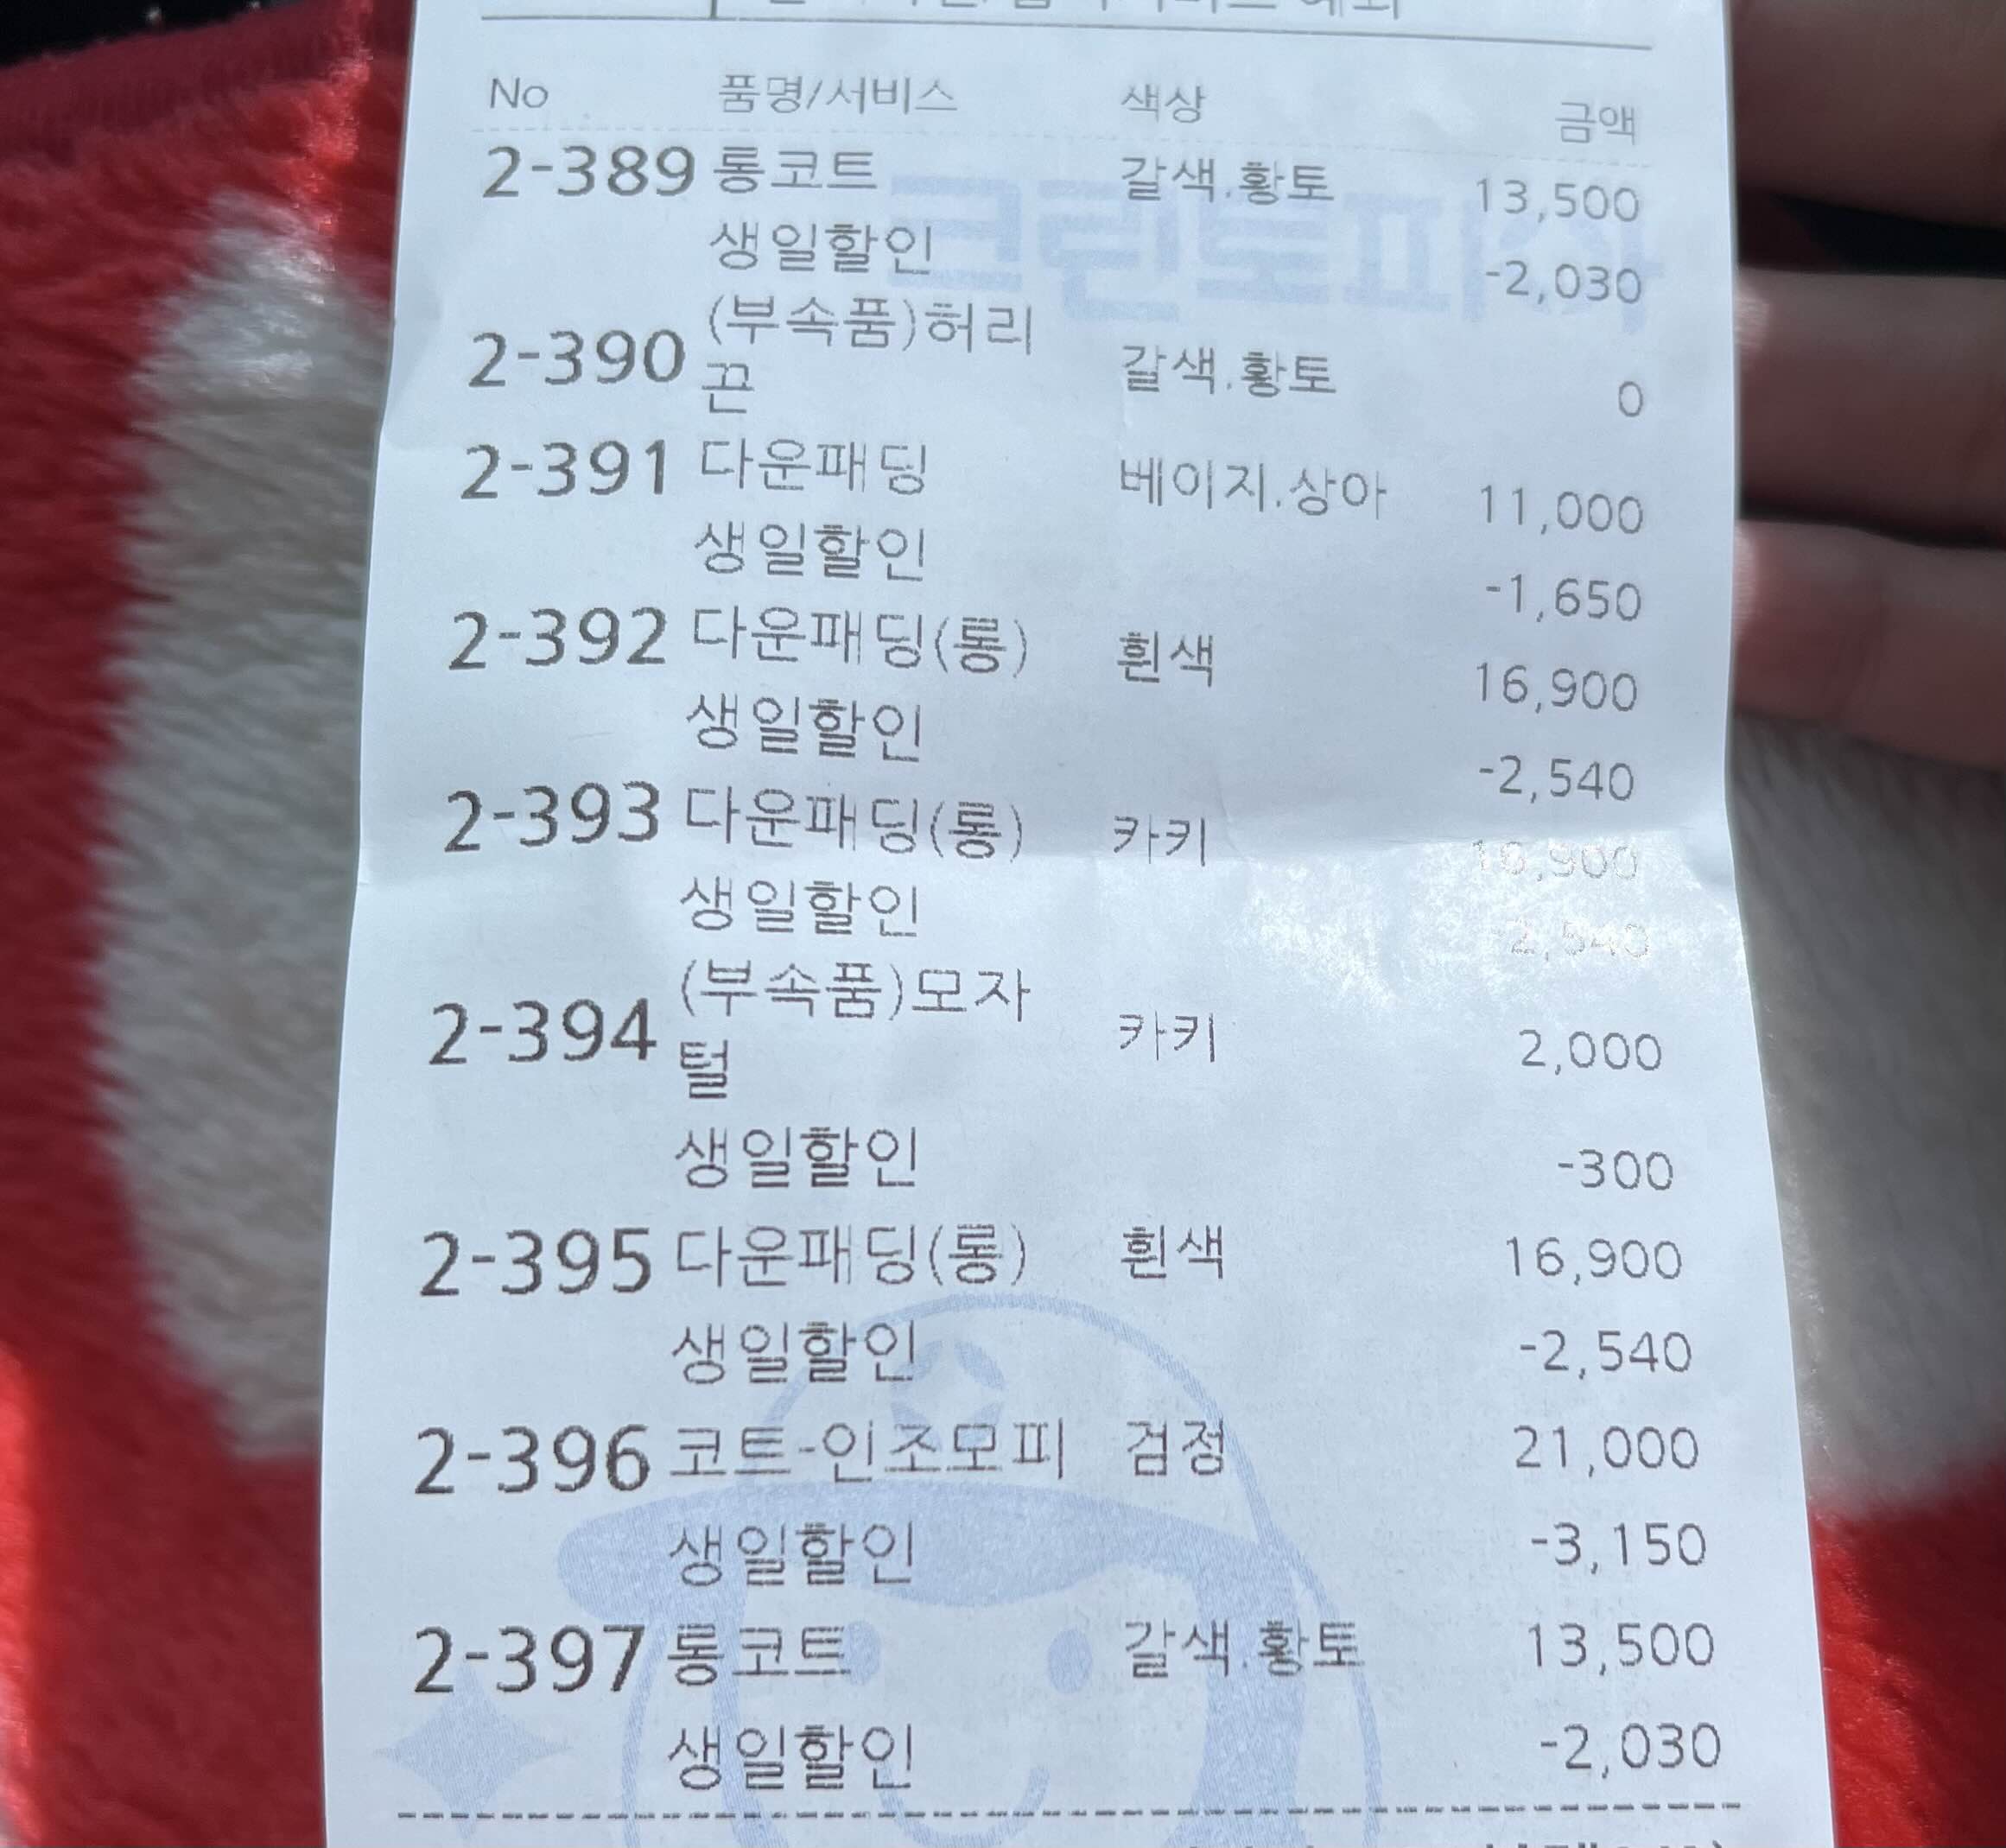 No 품명/서비스 색상 금액
2-389 롱코트 갈색.황토 13,500
생일할인 -2,030
2-390 (부속품)허리끈 갈색.황토 0
2-391 다운패딩 베이지.상아 11,000
생일할인 -1,650
2-392 다운패딩(롱) 흰색 16,900
생일할인 -2,540
2-393 다운패딩(롱) 카키 16,900
생일할인 2,540
2-394 (부속품)모자털 카키 2,000
생일할인 -300
2-395 다운패딩(롱) 흰색 16,900
생일할인 -2,540
2-396 코트-인조모피 검정 21,000
생일할인 -3,150
2-397 롱코트 갈색.황토 13,500
생일할인 -2,030